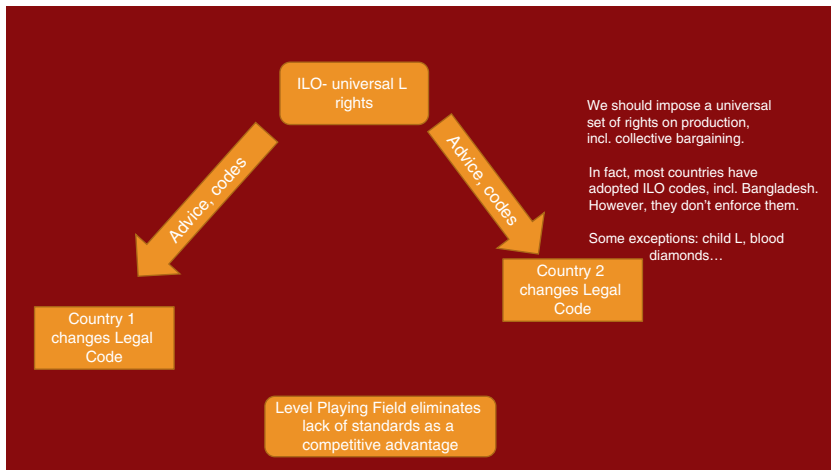 ILO- universal L
rights
Advice, codes
Advice, codes
We should impose a universal
set of rights on production,
incl. collective bargaining.
In fact, most countries have
adopted ILO codes, incl. Bangladesh.
However, they don’t enforce them.
Some exceptions: child L, blood
diamonds…
Country 2
changes Legal
Code
Country 1
changes Legal
Code
Level Playing Field eliminates
lack of standards as a
competitive advantage